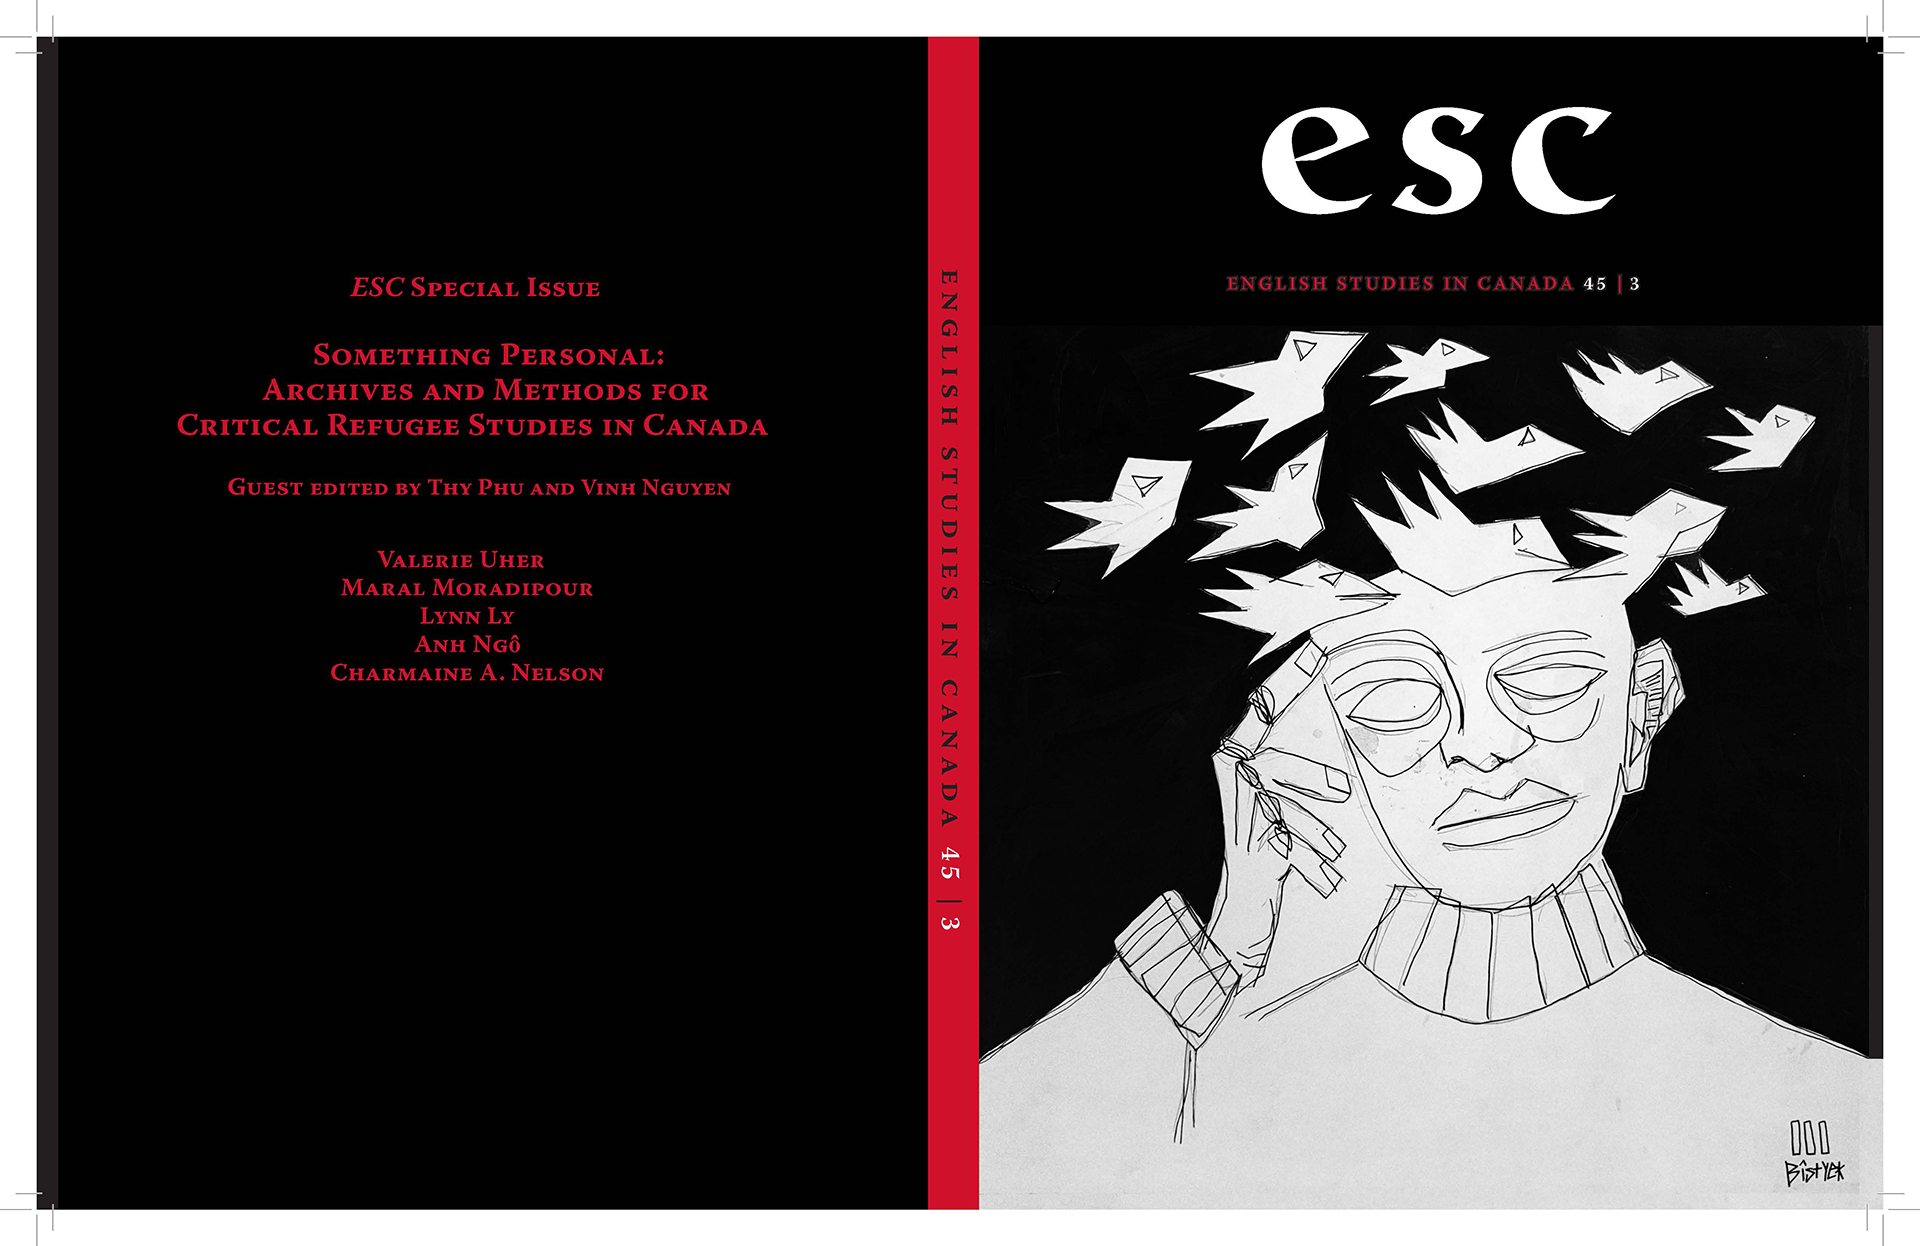 ESC Special Issue
Something Personal:
Archives and Methods for
Critical Refugee Studies in Canada
Guest edited by Thy Phu and Vinh Nguyen
Valerie Uher
Maral Moradipour
Lynn Ly
Anh Ngô
Charmaine A. Nelson
ENGLISH STUDIES IN CANADA 45 | 3
esc
ENGLISH STUDIES IN CANADA 45 | 3
Bîstyek